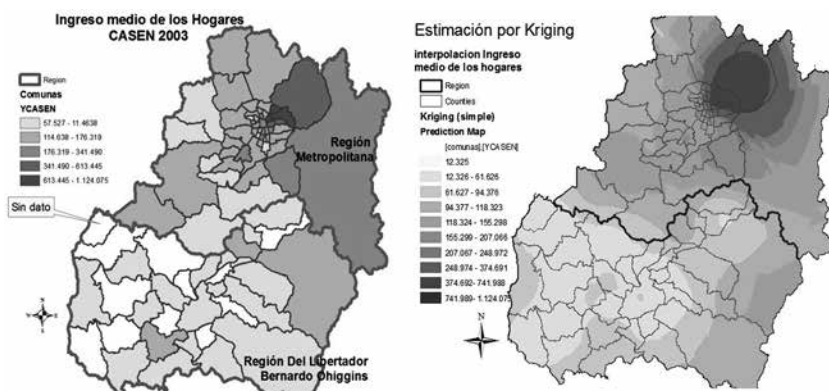 Ingreso medio de los Hogares
CASEN 2003
Region
Comunas
YCASEN
57.527 - 11.4638
114.638 - 176.319
176.319 - 341.490
341.490 - 613.445
613.445 - 1.124.075
Sin dato
Región
Metropolitana
Región Del Libertador
Bernardo Ohiggins
Estimación por Kriging
interpolacion Ingreso
medio de los hogares
Region
Counties
Kriging (simple)
Prediction Map
[comunas].[YCASEN]
12.325
12.326 - 61.626
61.627 - 94.376
94.377 - 118.323
118.324 - 155.298
155.299 - 207.066
207.067 - 248.972
248.974 - 374.691
374.692 - 741.988
741.989 - 1.124.075
N